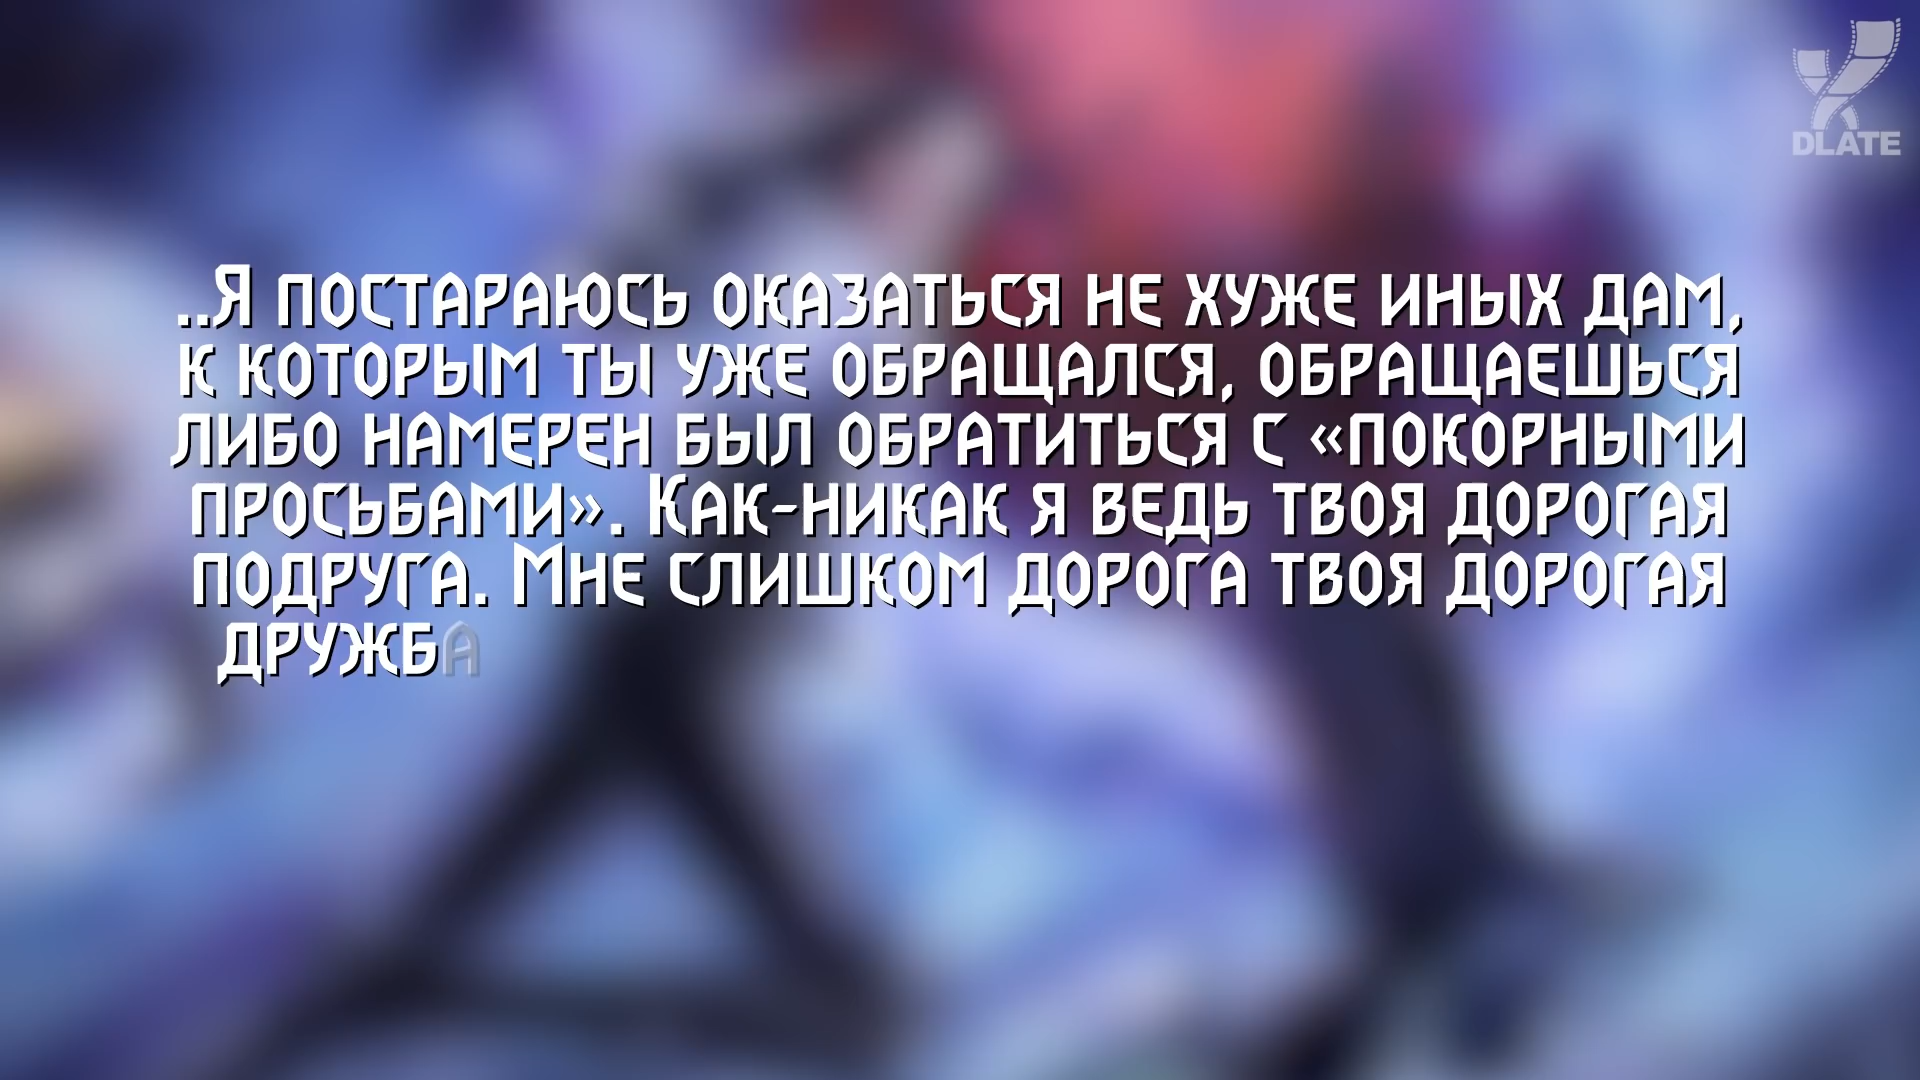 ..Я постараюсь оказаться не хуже иных дам,
к которым ты уже обращался, обращаешься
либо намерен был обратиться с «покорными
просьбами». Как-никак я ведь твоя дорогая
подруга. Мне слишком дорога твоя дорогая
дружба
DLATE